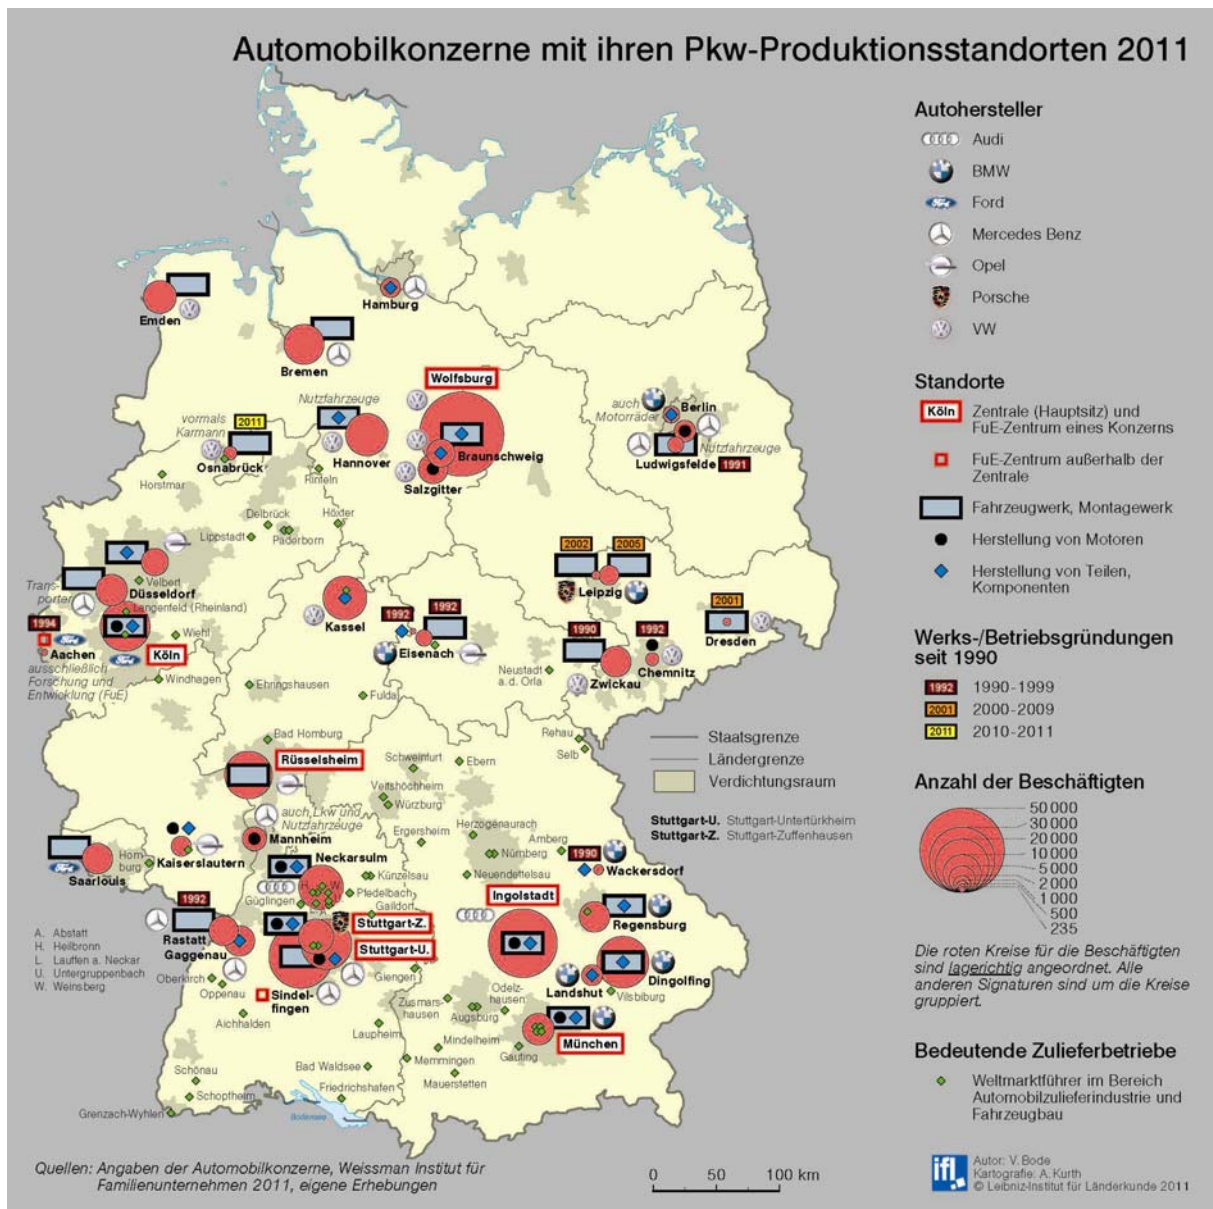 Automobilkonzerne mit ihren Pkw-Produktionsstandorten 2011
Autohersteller
Audi
BMW
Ford
Mercedes Benz
Opel
Porsche
VW
Standorte
Köln
Zentrale (Hauptsitz) und
FuE-Zentrum eines Konzerns
FuE-Zentrum außerhalb der
Zentrale
Fahrzeugwerk, Montagewerk
Herstellung von Motoren
Herstellung von Teilen,
Komponenten
Werks-/Betriebsgründungen
seit 1990
1992
1990-1999
2001
2000-2009
2011
2010-2011
Anzahl der Beschäftigten
50 000
30 000
20 000
10 000
5 000
2 000
1 000
500
235
Die roten Kreise für die Beschäftigten
sind lagerichtig angeordnet. Alle
anderen Signaturen sind um die Kreise
gruppiert.
Bedeutende Zulieferbetriebe
Weltmarktführer im Bereich
Automobilzulieferindustrie und
Fahrzeugbau
ifl
Autor: V. Bode
Kartografie: A. Kurth
© Leibniz-Institut für Länderkunde 2011
Staatsgrenze
Ländergrenze
Verdichtungsraum
Stuttgart-U. Stuttgart-Untertürkheim
Stuttgart-Z. Stuttgart-Zuffenhausen
Emden
Hamburg
Bremen
Wolfsburg
Nutzfahrzeuge
Hannover
Braunschweig
Salzgitter
vormals
Karmann
2011
Osnabrück
auch
Motorräder
Berlin
Nutzfahrzeuge
Ludwigsfelde
1991
Horstmar
Rinteln
Delbrück
Höxter
Lippstadt
Paderborn
Velbert
Düsseldorf
Trans-
porter
Langenfeld (Rheinland)
1994
Aachen
Wiehl
Köln
ausschließlich
Forschung und
Entwicklung (FuE)
Windhagen
Kassel
1992
1992
Eisenach
2002
2005
Leipzig
2001
Dresden
1990
1992
Zwickau
Chemnitz
Neustadt
a. d. Orla
Ehringshausen
Fulda
Bad Homburg
Rüsselsheim
Schweinfurt
Ebern
Rehau
Selb
Veitshöchheim
Würzburg
auch Lkw und
Nutzfahrzeuge
Mannheim
Ergersheim
Herzogenaurach
Amberg
Nürnberg
Neuendettelsau
1990
Wackersdorf
Kaiserslautern
Hom-
burg
Saarlouis
Neckarsulm
H.
W.
Künzelsau
Pfedelbach
Güglingen
Gaildorf
Ingolstadt
Regensburg
1992
Rastatt
Gaggenau
Stuttgart-Z.
Stuttgart-U.
Giengen
Sindel-
fingen
Dingolfing
Landshut
Vilsbiburg
A. Abstatt
H. Heilbronn
L. Lauffen a. Neckar
U. Untergruppenbach
W. Weinsberg
Oberkirch
Oppenau
Aichhalden
Zusmars-
hausen
Odelz-
hausen
Augsburg
München
Laupheim
Mindelheim
Gauting
Memmingen
Mauerstetten
Bad Waldsee
Friedrichshafen
Bodensee
Schönau
Schopfheim
Grenzach-Wyhlen
Quellen: Angaben der Automobilkonzerne, Weissman Institut für
Familienunternehmen 2011, eigene Erhebungen
0 50 100 km